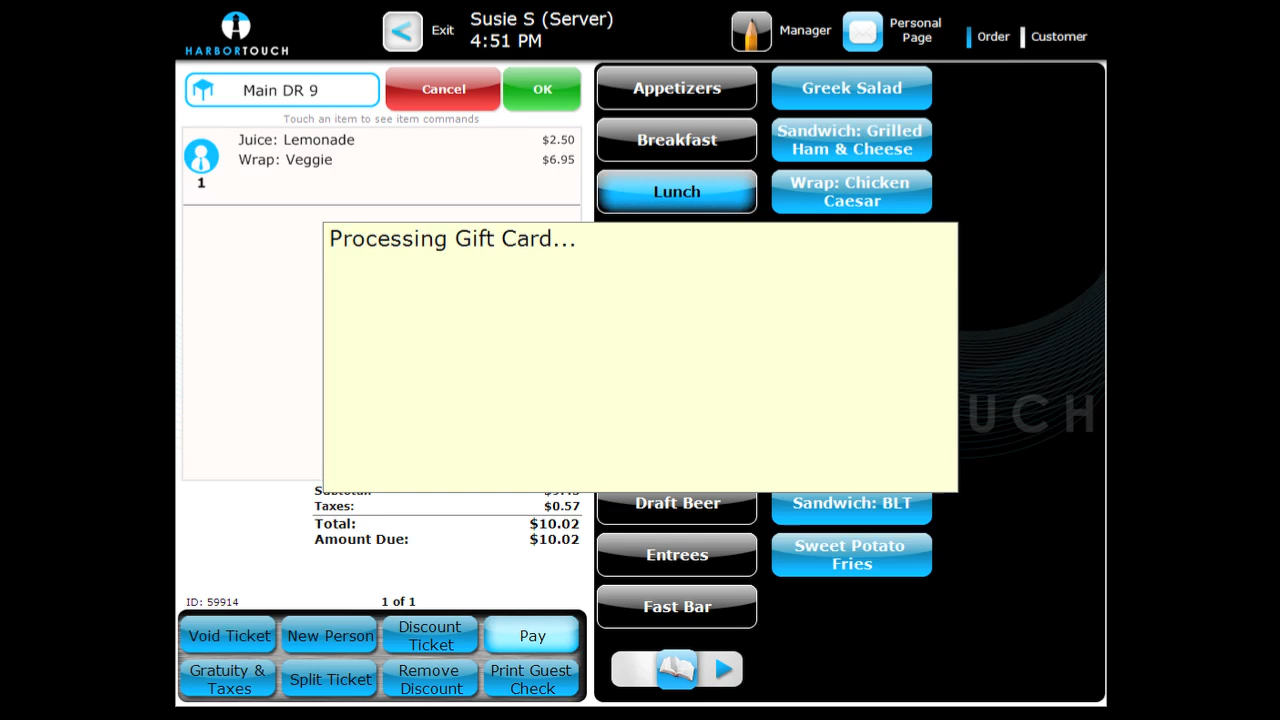 HARBORTOUCH
Exit
Susie S (Server)
4:51 PM
Manager
Personal
Page
Order
Customer
Main DR 9
Cancel
OK
Touch an item to see item commands
1
Juice: Lemonade $2.50
Wrap: Veggie $6.95
Appetizers
Breakfast
Lunch
Greek Salad
Sandwich: Grilled
Ham & Cheese
Wrap: Chicken
Caesar
Processing Gift Card...
UCH
Taxes: $0.57
Total: $10.02
Amount Due: $10.02
Draft Beer
Entrees
Fast Bar
Sandwich: BLT
Sweet Potato
Fries
ID: 59914
1 of 1
Void Ticket
New Person
Discount
Ticket
Pay
Gratuity &
Taxes
Split Ticket
Remove
Discount
Print Guest
Check